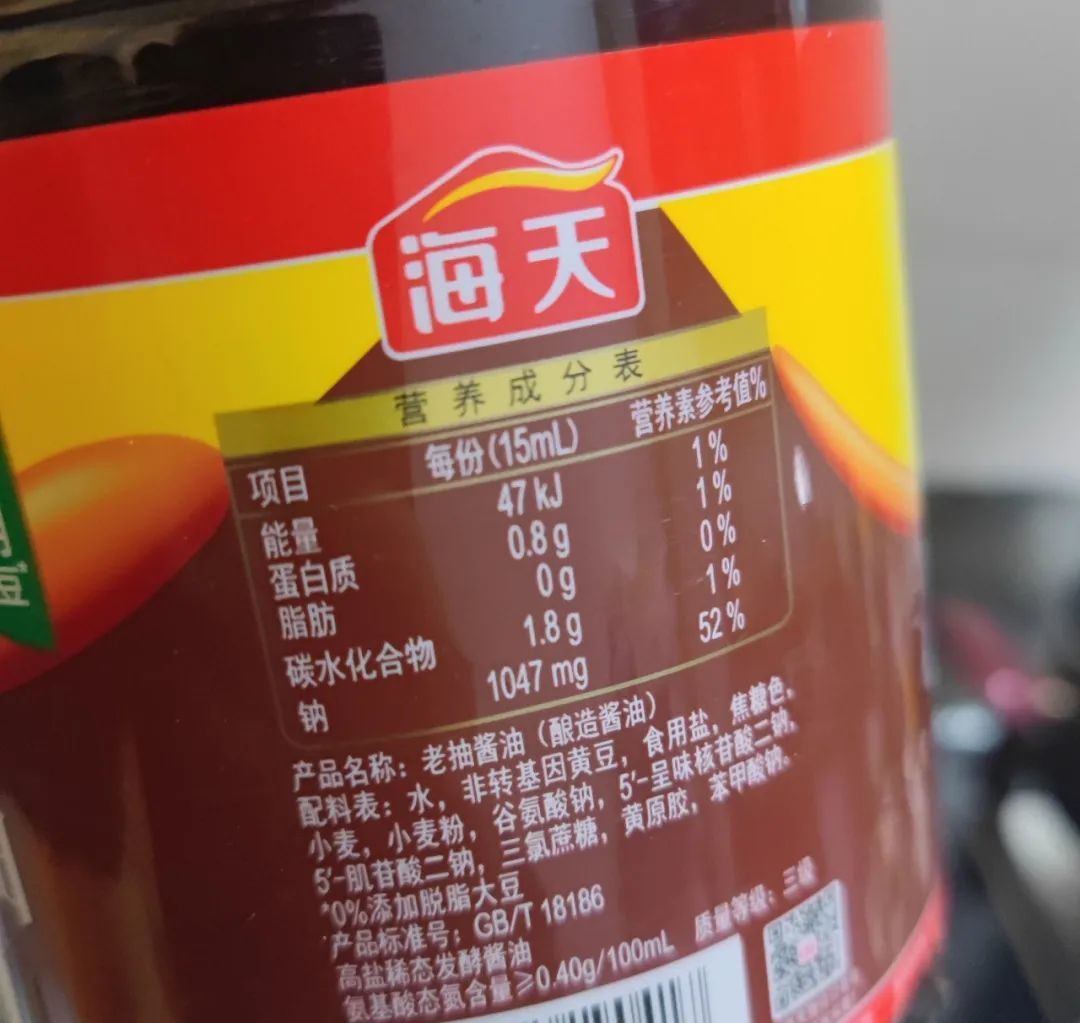 海天
营养成分表
项目 每份(15mL) 营养素参考值%
能量 47 kJ 1%
蛋白质 0.8 g 1%
脂肪 0 g 0%
碳水化合物 1.8 g 1%
钠 1047 mg 52%
产品名称：老抽酱油（酿造酱油）
配料表：水，非转基因黄豆，食用盐，焦糖色，
小麦，小麦粉，谷氨酸钠，5′-呈味核苷酸二钠，
5′-肌苷酸二钠，三氯蔗糖，黄原胶，苯甲酸钠。
*0%添加脱脂大豆
产品标准号：GB/T 18186
高盐稀态发酵酱油
氨基酸态氮含量≥0.40g/100mL 质量等级：三级
豆